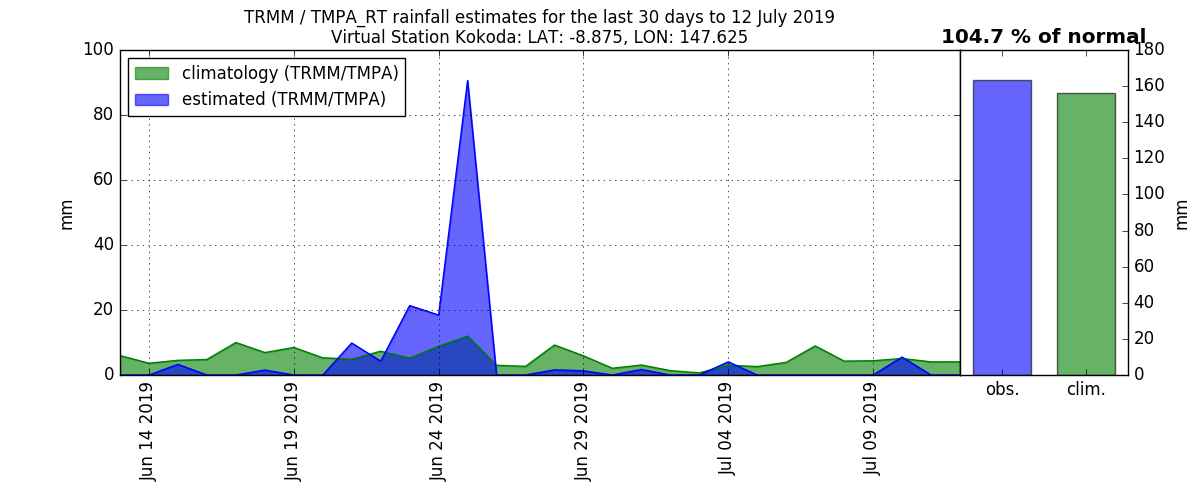 TRMM / TMPA_RT rainfall estimates for the last 30 days to 12 July 2019
Virtual Station Kokoda: LAT: -8.875, LON: 147.625
104.7 % of normal
climatology (TRMM/TMPA)
estimated (TRMM/TMPA)
mm
100
80
60
40
20
0
Jun 14 2019
Jun 19 2019
Jun 24 2019
Jun 29 2019
Jul 04 2019
Jul 09 2019
obs.
clim.
180
160
140
120
100
80
60
40
20
0
mm